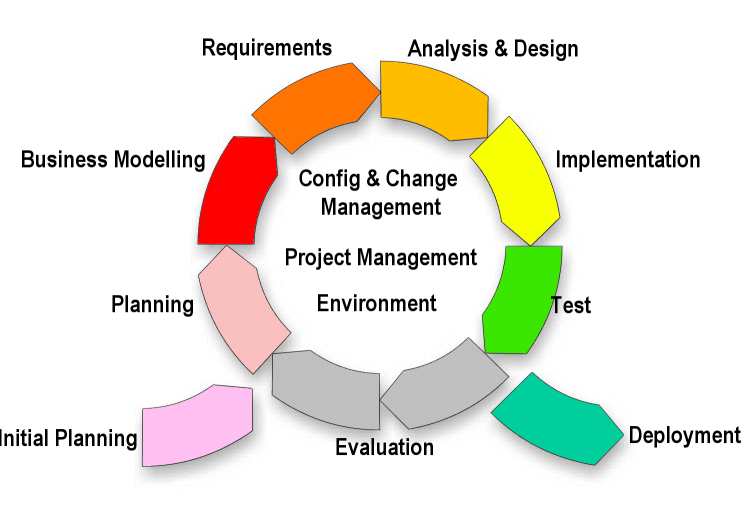 Requirements
Analysis & Design
Business Modelling
Implementation
Config & Change
Management
Project Management
Environment
Planning
Test
Initial Planning
Evaluation
Deployment